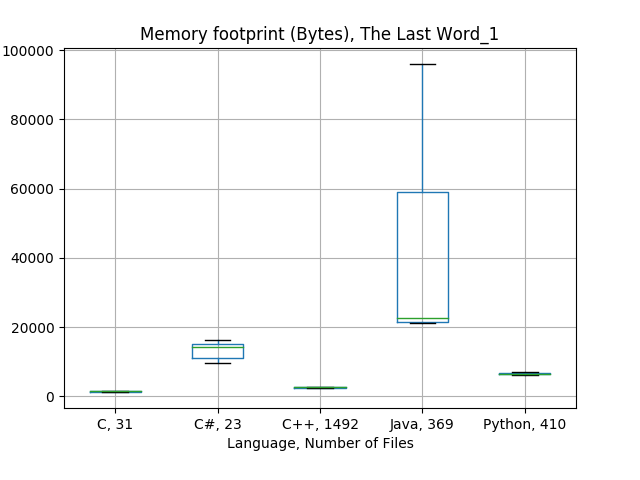 Memory footprint (Bytes), The Last Word_1
100000
80000
60000
40000
20000
0
C, 31 C#, 23 C++, 1492 Java, 369 Python, 410
Language, Number of Files